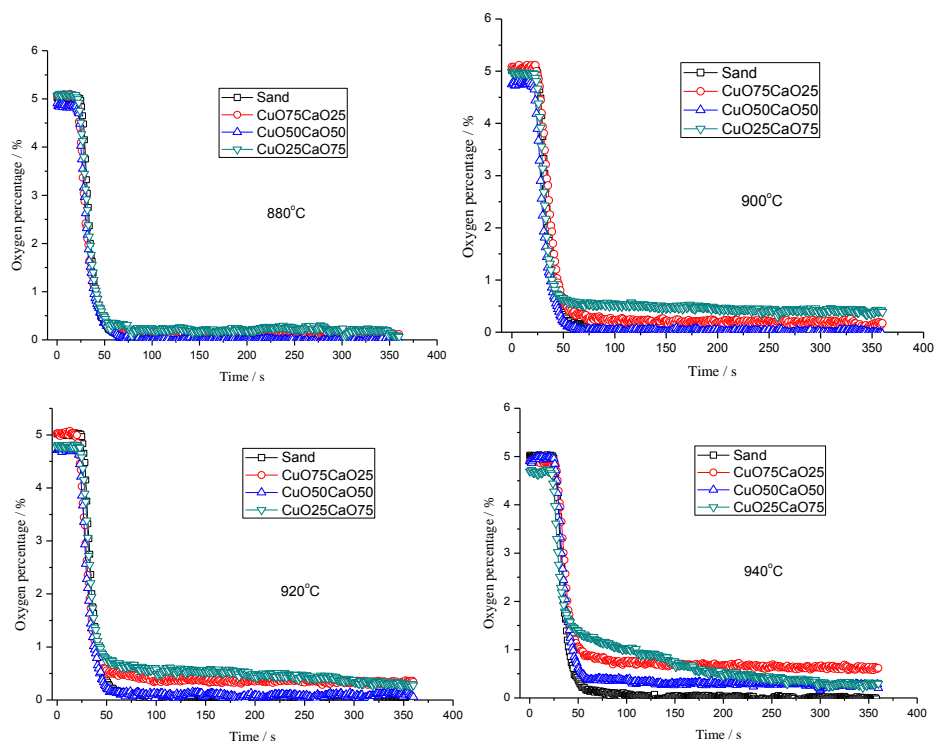 6
5
4
3
2
1
0
Oxygen percentage / %
Sand
CuO75CaO25
CuO50CaO50
CuO25CaO75
880°C
0 50 100 150 200 250 300 350 400
Time / s
6
5
4
3
2
1
0
Oxygen percentage / %
Sand
CuO75CaO25
CuO50CaO50
CuO25CaO75
900°C
0 50 100 150 200 250 300 350 400
Time / s
5
4
3
2
1
0
Oxygen percentage / %
Sand
CuO75CaO25
CuO50CaO50
CuO25CaO75
920°C
0 50 100 150 200 250 300 350 400
Time / s
6
5
4
3
2
1
0
Oxygen percentage / %
Sand
CuO75CaO25
CuO50CaO50
CuO25CaO75
940°C
0 50 100 150 200 250 300 350 400
Time / s